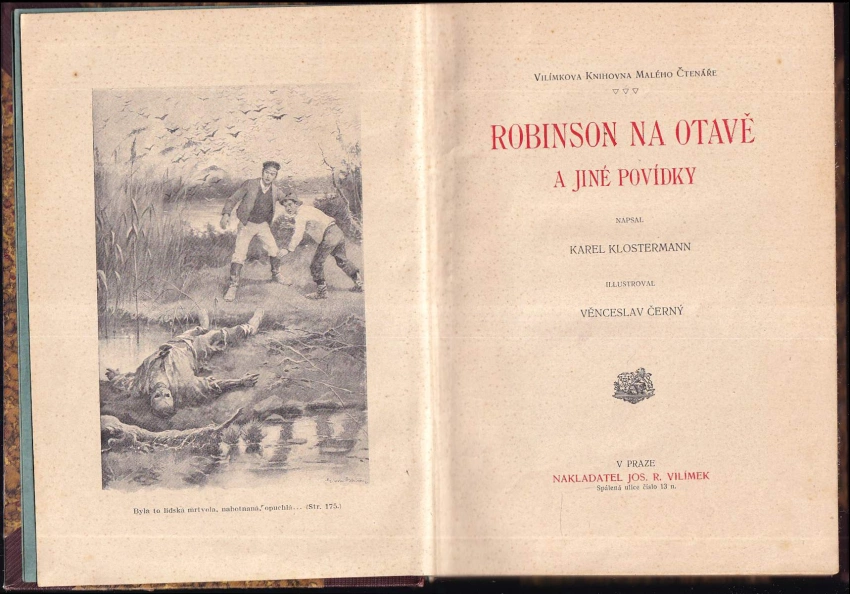 Byla to lidská mrtvola, nabotnaná, opuchlá... (Str. 175.)
Vilímkova Knihovna Malého Čtenáře
ROBINSON NA OTAVĚ
A JINÉ POVÍDKY
NAPSAL
KAREL KLOSTERMANN
ILLUSTROVAL
VĚNCESLAV ČERNÝ
V PRAZE
NAKLADATEL JOS. R. VILÍMEK
Spálená ulice číslo 13 n.